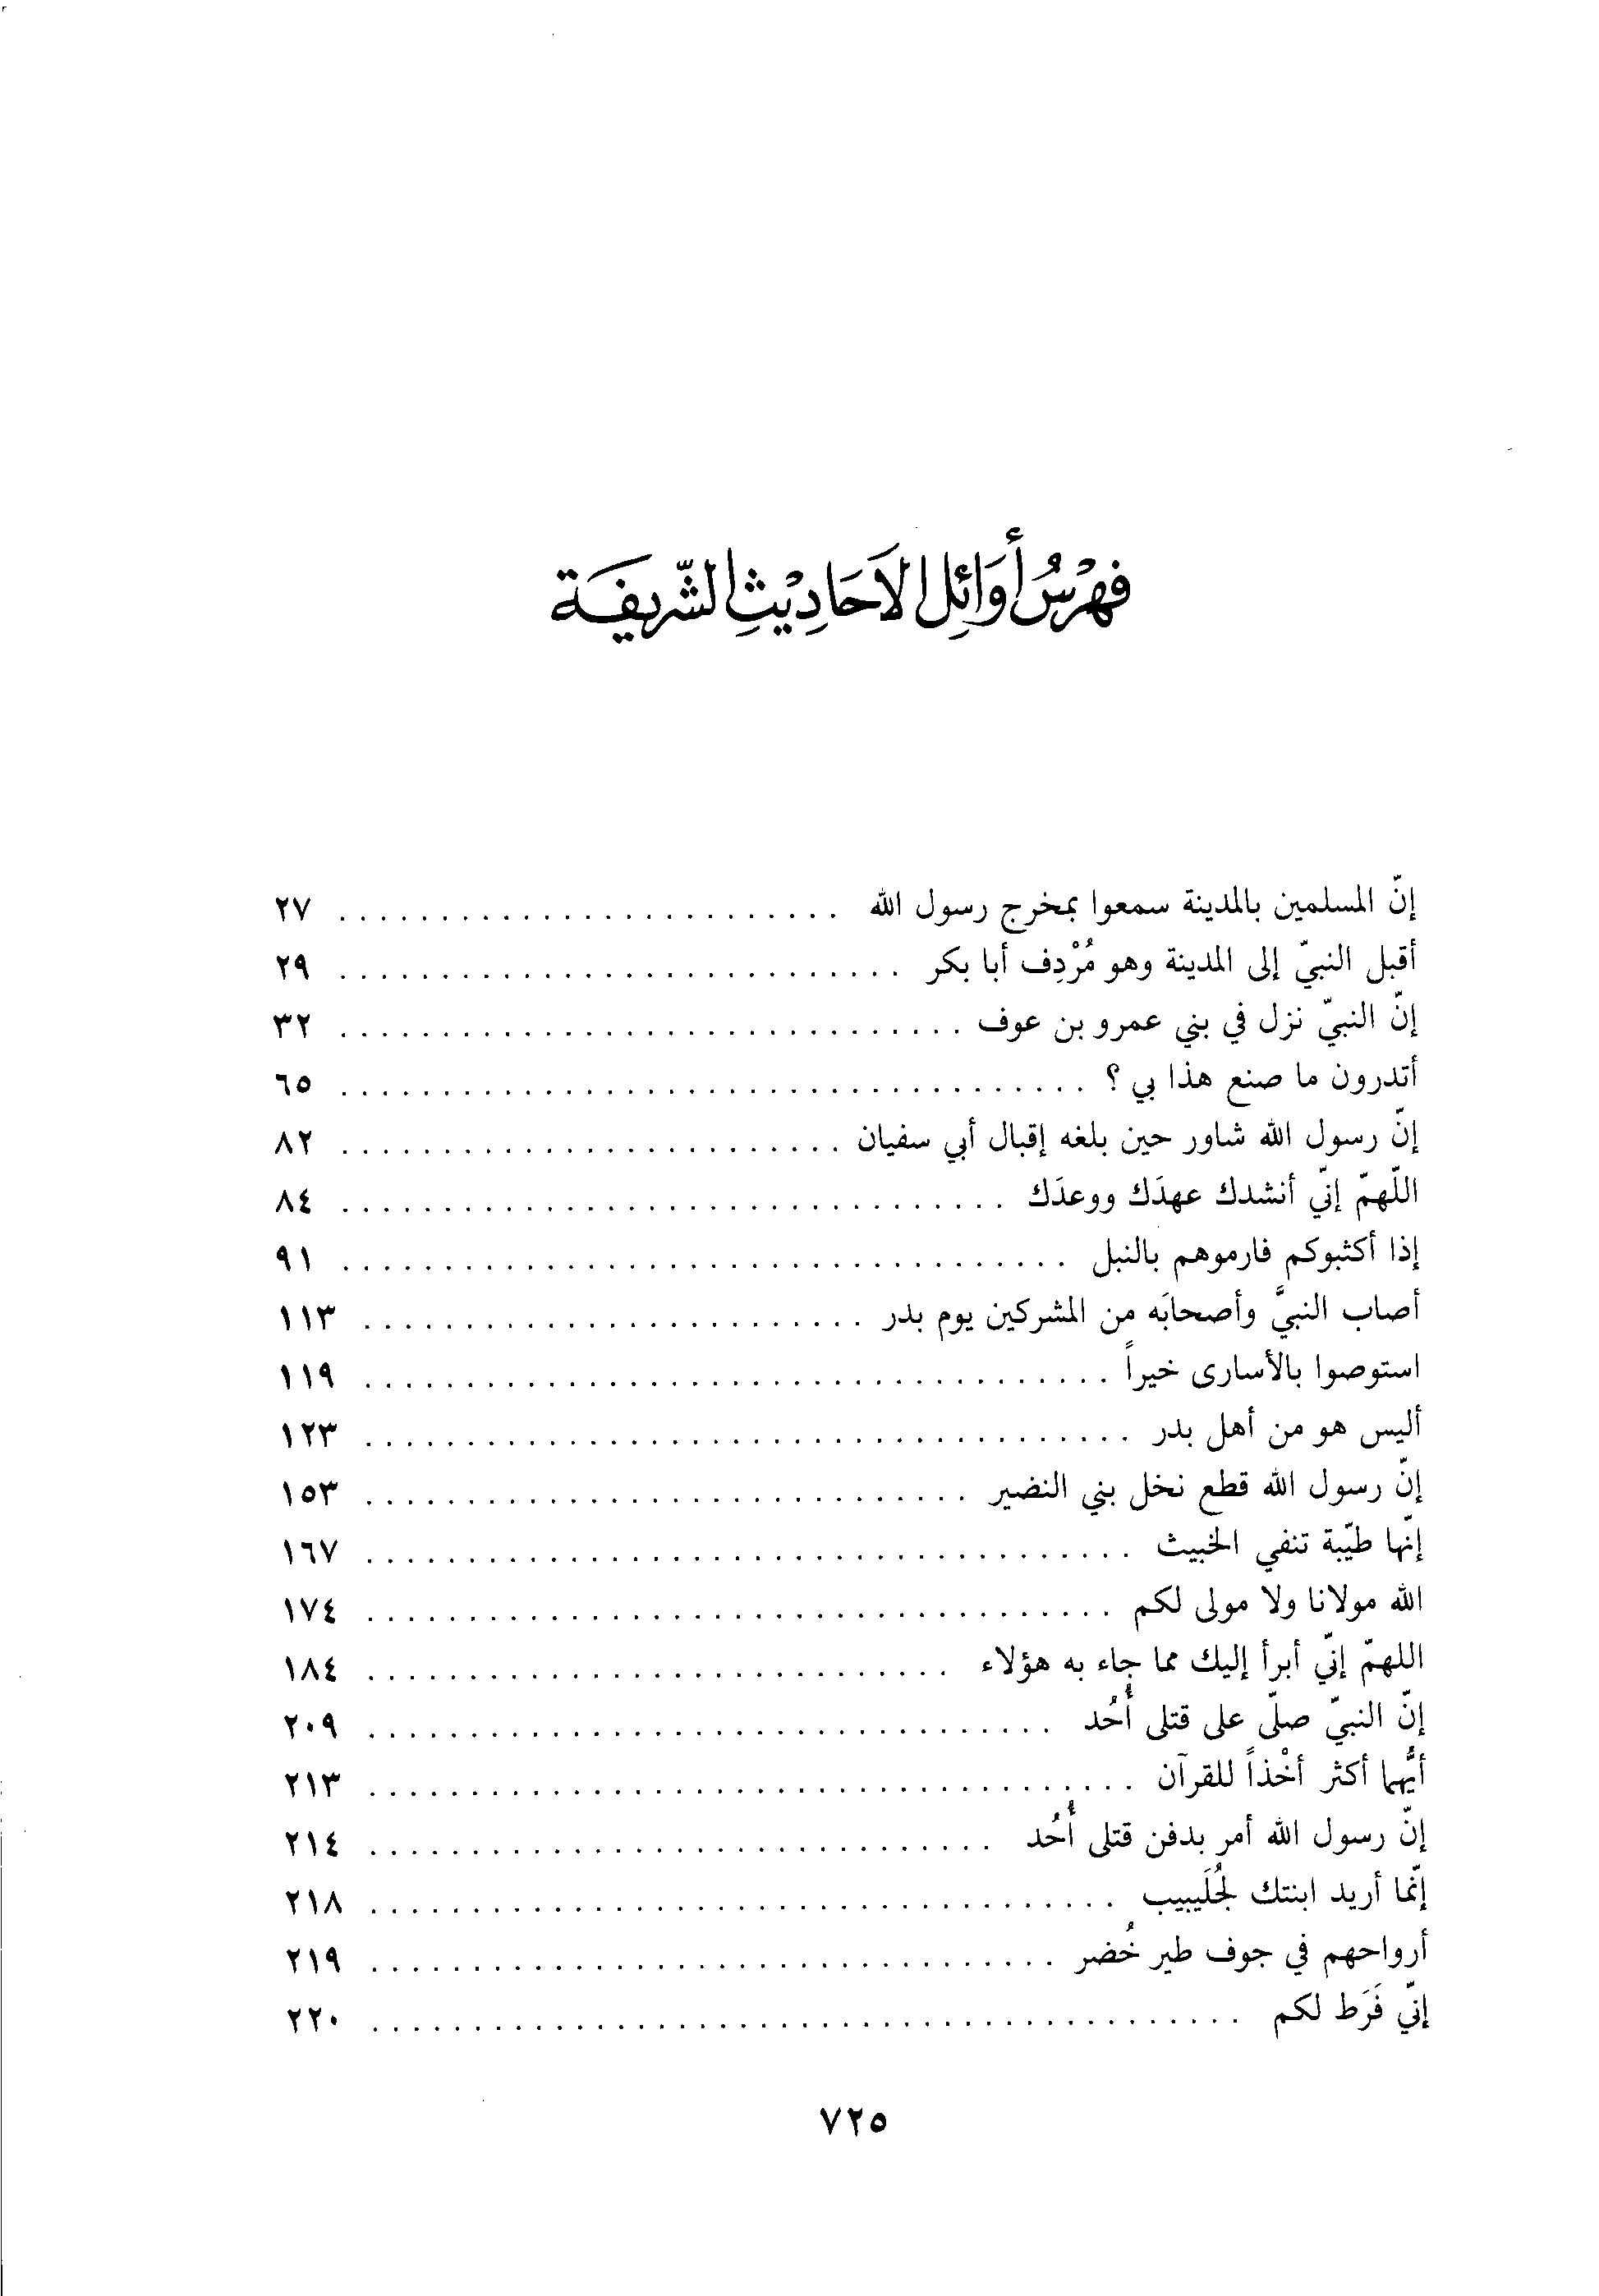 فِهْرِسُ أَوَائِلِ الأَحَادِيْثِ الشَّرِيفَة
إنّ المسلمين بالمدينة سمعوا بمخرج رسول الله . . . . . . . . . . . . . . . . . . . . . . . . . ٢٧
أقبل النبيّ إلى المدينة وهو مُرْدِف أبا بكر . . . . . . . . . . . . . . . . . . . . . . . . . . . . ٢٩
إنّ النبيّ نزل في بني عمرو بن عوف . . . . . . . . . . . . . . . . . . . . . . . . . . . . . . . ٣٢
أتدرون ما صنع هذا بي ؟ . . . . . . . . . . . . . . . . . . . . . . . . . . . . . . . . . . . . . ٦٥
إنّ رسول الله شاور حين بلغه إقبال أبي سفيان . . . . . . . . . . . . . . . . . . . . . . . . . ٨٢
اللّهمّ إنّي أنشدك عهدَك ووعدَك . . . . . . . . . . . . . . . . . . . . . . . . . . . . . . . . . ٨٤
إذا أكثبوكم فارموهم بالنبل . . . . . . . . . . . . . . . . . . . . . . . . . . . . . . . . . . . . ٩١
أصاب النبيَّ وأصحابَه من المشركين يوم بدر . . . . . . . . . . . . . . . . . . . . . . . . . ١١٣
استوصوا بالأسارى خيراً . . . . . . . . . . . . . . . . . . . . . . . . . . . . . . . . . . . . . ١١٩
أليس هو من أهل بدر . . . . . . . . . . . . . . . . . . . . . . . . . . . . . . . . . . . . . . ١٢٣
إنّ رسول الله قطع نخل بني النضير . . . . . . . . . . . . . . . . . . . . . . . . . . . . . . ١٥٣
إنّها طيّبة تنفي الخبيث . . . . . . . . . . . . . . . . . . . . . . . . . . . . . . . . . . . . . . ١٦٧
الله مولانا ولا مولى لكم . . . . . . . . . . . . . . . . . . . . . . . . . . . . . . . . . . . . . ١٧٤
اللهمّ إنّي أبرأ إليك مما جاء به هؤلاء . . . . . . . . . . . . . . . . . . . . . . . . . . . . . ١٨٤
إنّ النبيّ صلّى على قتلى أُحُد . . . . . . . . . . . . . . . . . . . . . . . . . . . . . . . . . . ٢٠٩
أيُّهما أكثر أخْذاً للقرآن . . . . . . . . . . . . . . . . . . . . . . . . . . . . . . . . . . . . . . ٢١٣
إنّ رسول الله أمر بدفن قتلى أُحُد . . . . . . . . . . . . . . . . . . . . . . . . . . . . . . . ٢١٤
إنّما أريد ابنتك لجُلَيبيب . . . . . . . . . . . . . . . . . . . . . . . . . . . . . . . . . . . . . ٢١٨
أرواحهم في جوف طير خُضر . . . . . . . . . . . . . . . . . . . . . . . . . . . . . . . . . . ٢١٩
إنّي فَرَط لكم . . . . . . . . . . . . . . . . . . . . . . . . . . . . . . . . . . . . . . . . . . . ٢٢٠
٧٢٥